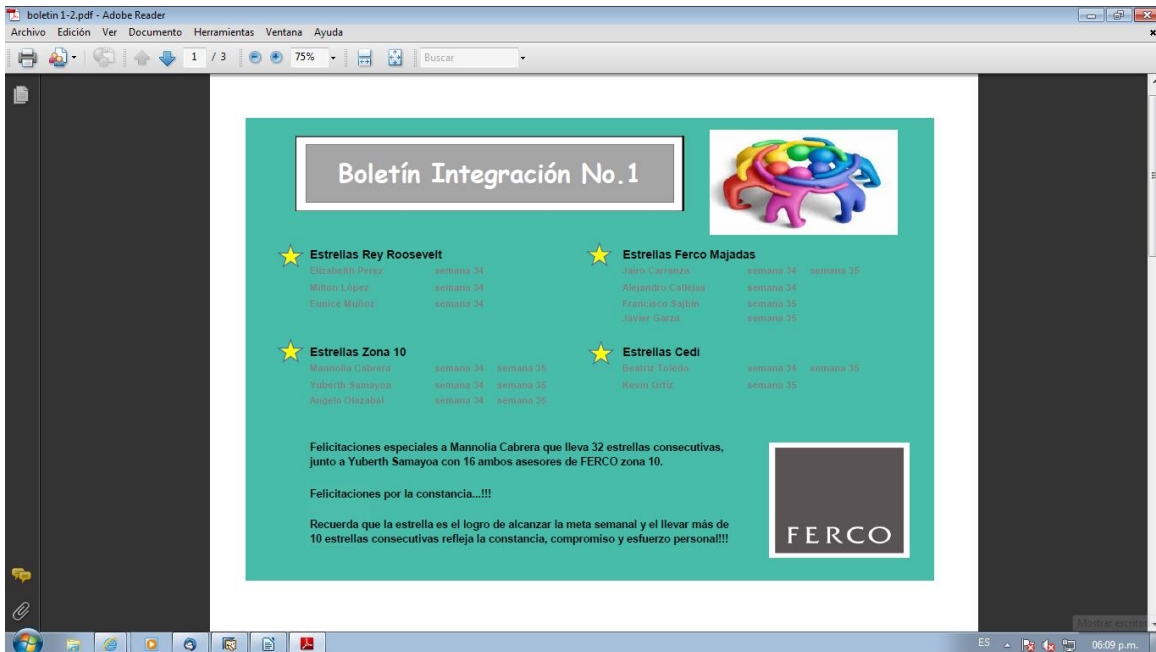 boletin 1-2.pdf - Adobe Reader
Archivo Edición Ver Documento Herramientas Ventana Ayuda
1 / 3 75% Buscar
Boletín Integración No.1
Estrellas Rey Roosevelt
Elizabeith Perez semana 34
Milton López semana 34
Eunice Muñoz semana 34
Estrellas Ferco Majadas
Jairo Carranza semana 34 semana 35
Alejandro Callejas semana 34
Francisco Sajbin semana 35
Javier Garza semana 35
Estrellas Zona 10
Mannolia Cabrera semana 34 semana 35
Yuberth Samayoa semana 34 semana 35
Angela Olazabal semana 34 semana 35
Estrellas Cedi
Beatriz Toledo semana 34 semana 35
Kevin Ortiz semana 35
Felicitaciones especiales a Mannolia Cabrera que lleva 32 estrellas consecutivas,
junto a Yuberth Samayoa con 16 ambos asesores de FERCO zona 10.
Felicitaciones por la constancia...!!!
Recuerda que la estrella es el logro de alcanzar la meta semanal y el llevar más de
10 estrellas consecutivas refleja la constancia, compromiso y esfuerzo personal!!!
FERCO
Mostrar escritor
ES 06:09 p.m.